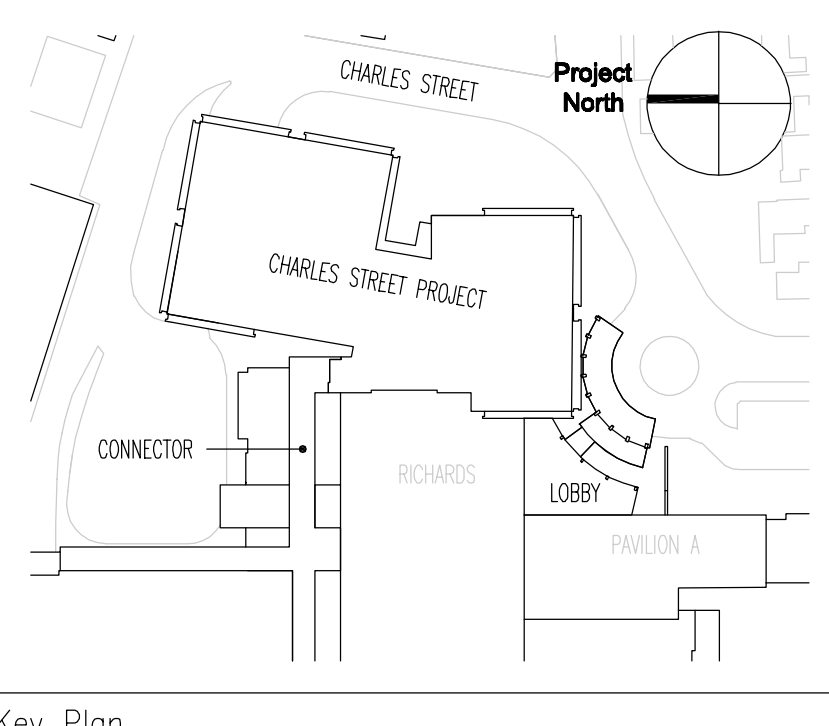 CHARLES STREET
Project
North
CHARLES STREET PROJECT
CONNECTOR
RICHARDS
LOBBY
PAVILION A
Key Plan